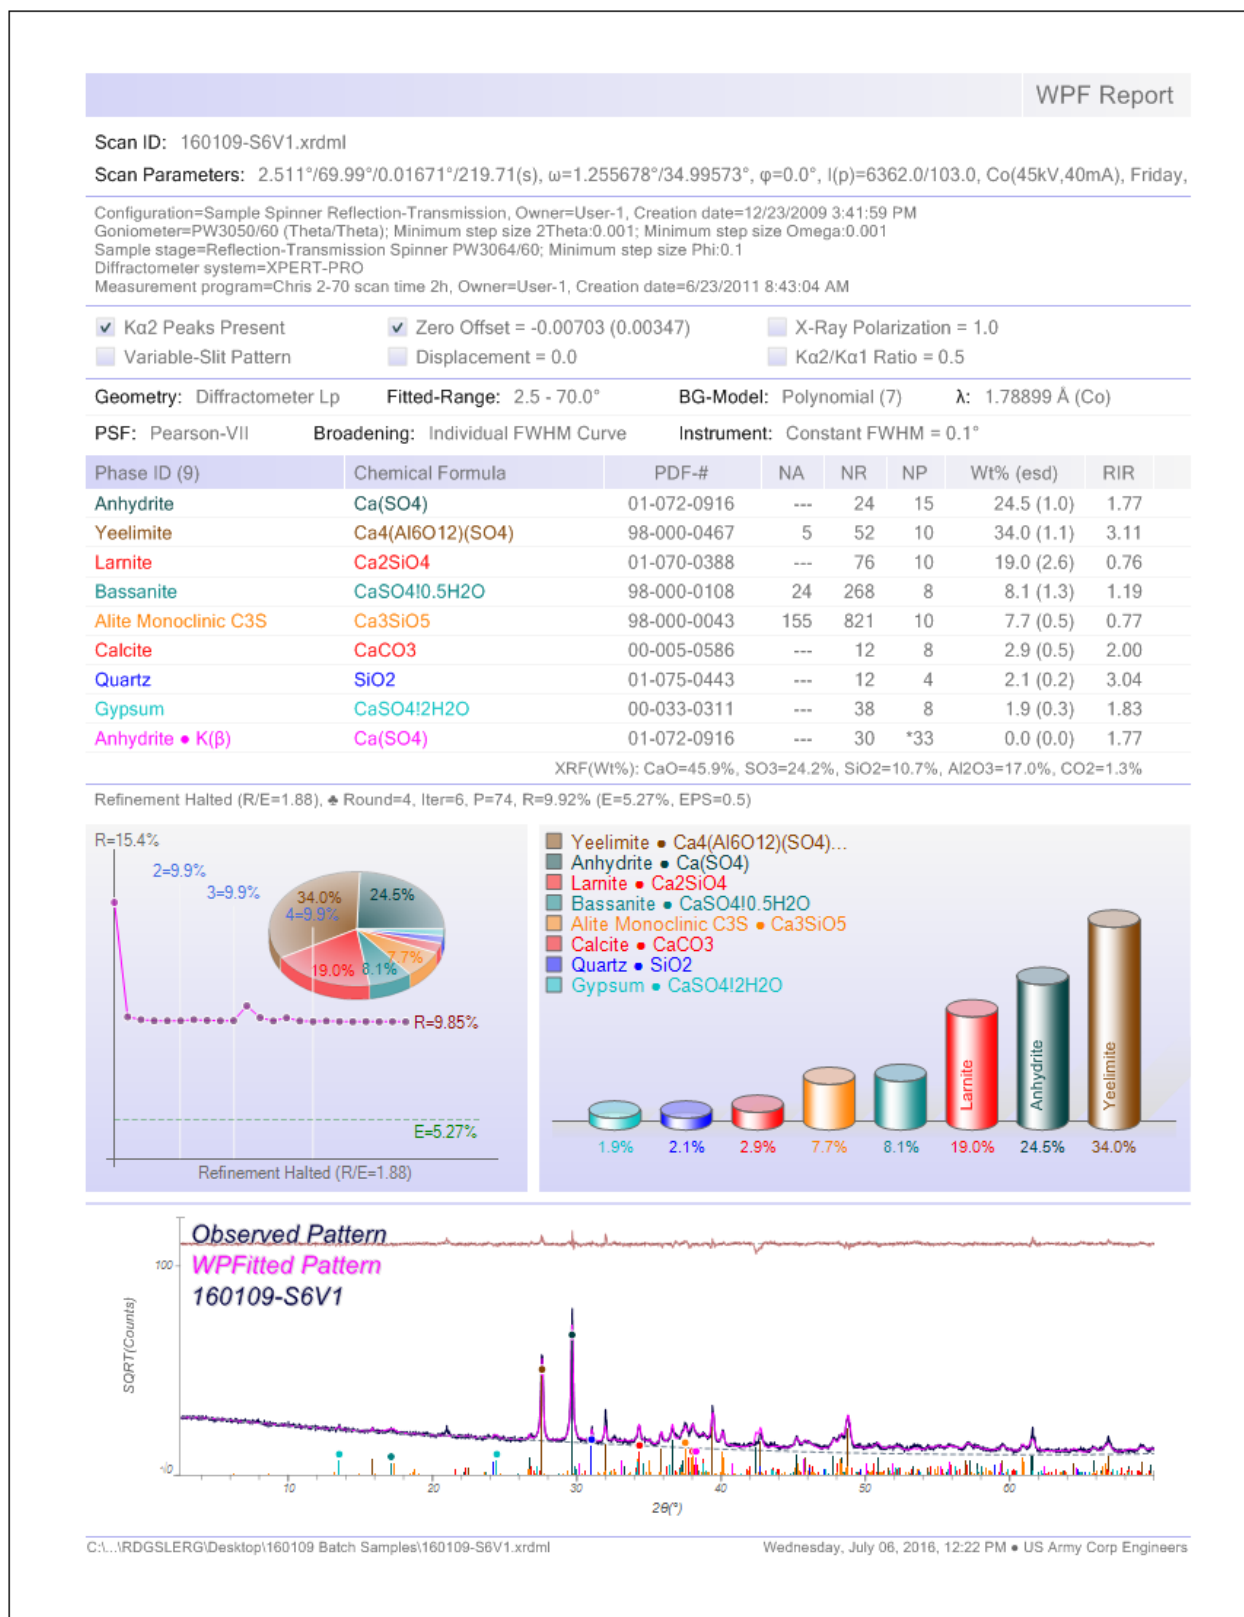 WPF Report
Scan ID: 160109-S6V1.xrdml
Scan Parameters: 2.511°/69.99°/0.01671°/219.71(s), ω=1.255678°/34.99573°, φ=0.0°, I(p)=6362.0/103.0, Co(45kV,40mA), Friday,
Configuration=Sample Spinner Reflection-Transmission, Owner=User-1, Creation date=12/23/2009 3:41:59 PM
Goniometer=PW3050/60 (Theta/Theta); Minimum step size 2Theta:0.001; Minimum step size Omega:0.001
Sample stage=Reflection-Transmission Spinner PW3064/60; Minimum step size Phi:0.1
Diffractometer system=XPERT-PRO
Measurement program=Chris 2-70 scan time 2h, Owner=User-1, Creation date=6/23/2011 8:43:04 AM
Kα2 Peaks Present Zero Offset = -0.00703 (0.00347) X-Ray Polarization = 1.0
Variable-Slit Pattern Displacement = 0.0 Kα2/Kα1 Ratio = 0.5
Geometry: Diffractometer Lp Fitted-Range: 2.5 - 70.0° BG-Model: Polynomial (7) λ: 1.78899 Å (Co)
PSF: Pearson-VII Broadening: Individual FWHM Curve Instrument: Constant FWHM = 0.1°
Phase ID (9) Chemical Formula PDF-# NA NR NP Wt% (esd) RIR
Anhydrite Ca(SO4) 01-072-0916 --- 24 15 24.5 (1.0) 1.77
Yeelimite Ca4(Al6O12)(SO4) 98-000-0467 5 52 10 34.0 (1.1) 3.11
Larnite Ca2SiO4 01-070-0388 --- 76 10 19.0 (2.6) 0.76
Bassanite CaSO4!0.5H2O 98-000-0108 24 268 8 8.1 (1.3) 1.19
Alite Monoclinic C3S Ca3SiO5 98-000-0043 155 821 10 7.7 (0.5) 0.77
Calcite CaCO3 00-005-0586 --- 12 8 2.9 (0.5) 2.00
Quartz SiO2 01-075-0443 --- 12 4 2.1 (0.2) 3.04
Gypsum CaSO4!2H2O 00-033-0311 --- 38 8 1.9 (0.3) 1.83
Anhydrite ● K(β) Ca(SO4) 01-072-0916 --- 30 *33 0.0 (0.0) 1.77
XRF(Wt%): CaO=45.9%, SO3=24.2%, SiO2=10.7%, Al2O3=17.0%, CO2=1.3%
Refinement Halted (R/E=1.88), ♣ Round=4, Iter=6, P=74, R=9.92% (E=5.27%, EPS=0.5)
R=15.4%
2=9.9%
3=9.9%
4=9.9%
34.0%
24.5%
19.0%
8.1%
7.7%
R=9.85%
E=5.27%
Refinement Halted (R/E=1.88)
Yeelimite ● Ca4(Al6O12)(SO4)...
Anhydrite ● Ca(SO4)
Larnite ● Ca2SiO4
Bassanite ● CaSO4!0.5H2O
Alite Monoclinic C3S ● Ca3SiO5
Calcite ● CaCO3
Quartz ● SiO2
Gypsum ● CaSO4!2H2O
Larnite
Anhydrite
Yeelimite
1.9% 2.1% 2.9% 7.7% 8.1% 19.0% 24.5% 34.0%
Observed Pattern
WPFitted Pattern
160109-S6V1
100
SQRT(Counts)
10 20 30 40 50 60
2θ(°)
C:\...\RDGSLERG\Desktop\160109 Batch Samples\160109-S6V1.xrdml
Wednesday, July 06, 2016, 12:22 PM ● US Army Corp Engineers